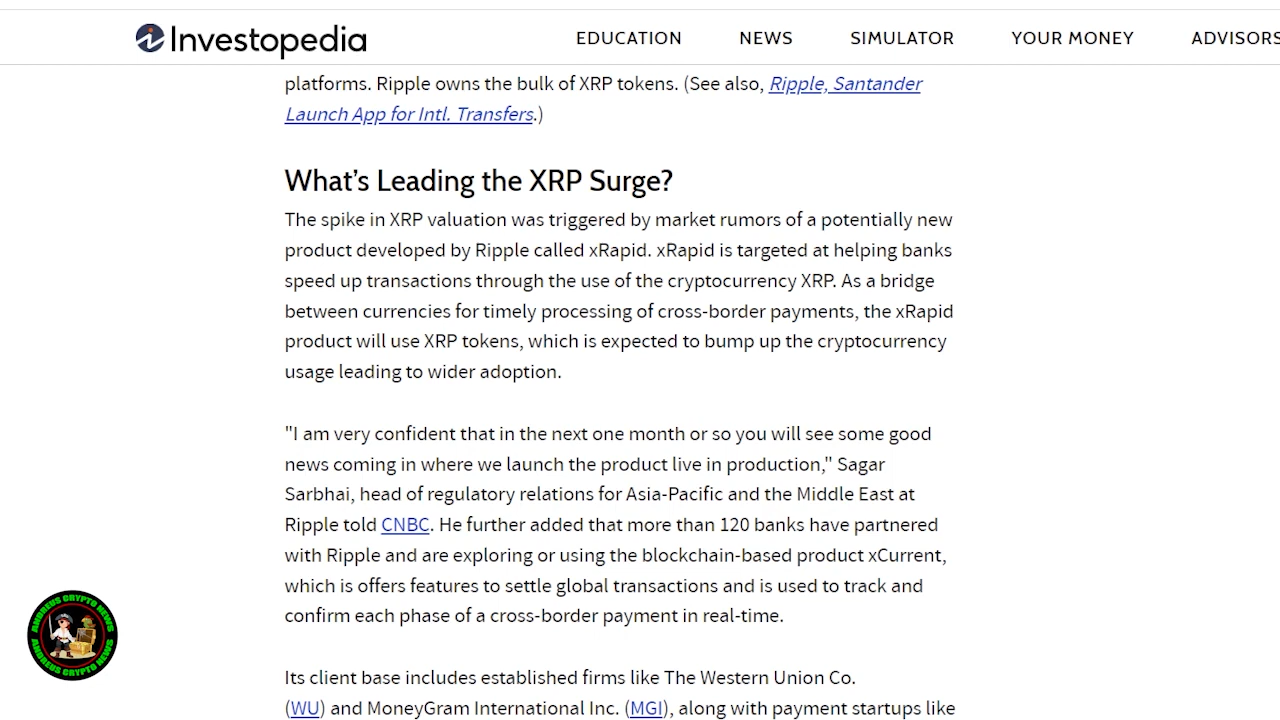 Investopedia
EDUCATION NEWS SIMULATOR YOUR MONEY ADVISORS
platforms. Ripple owns the bulk of XRP tokens. (See also, Ripple, Santander
Launch App for Intl. Transfers.)
What's Leading the XRP Surge?
The spike in XRP valuation was triggered by market rumors of a potentially new
product developed by Ripple called xRapid. xRapid is targeted at helping banks
speed up transactions through the use of the cryptocurrency XRP. As a bridge
between currencies for timely processing of cross-border payments, the xRapid
product will use XRP tokens, which is expected to bump up the cryptocurrency
usage leading to wider adoption.
"I am very confident that in the next one month or so you will see some good
news coming in where we launch the product live in production," Sagar
Sarbhai, head of regulatory relations for Asia-Pacific and the Middle East at
Ripple told CNBC. He further added that more than 120 banks have partnered
with Ripple and are exploring or using the blockchain-based product xCurrent,
which is offers features to settle global transactions and is used to track and
confirm each phase of a cross-border payment in real-time.
Its client base includes established firms like The Western Union Co.
(WU) and MoneyGram International Inc. (MGI), along with payment startups like
ANDREUS CRYPTO NEWS
ANDREUS CRYPTO NEWS